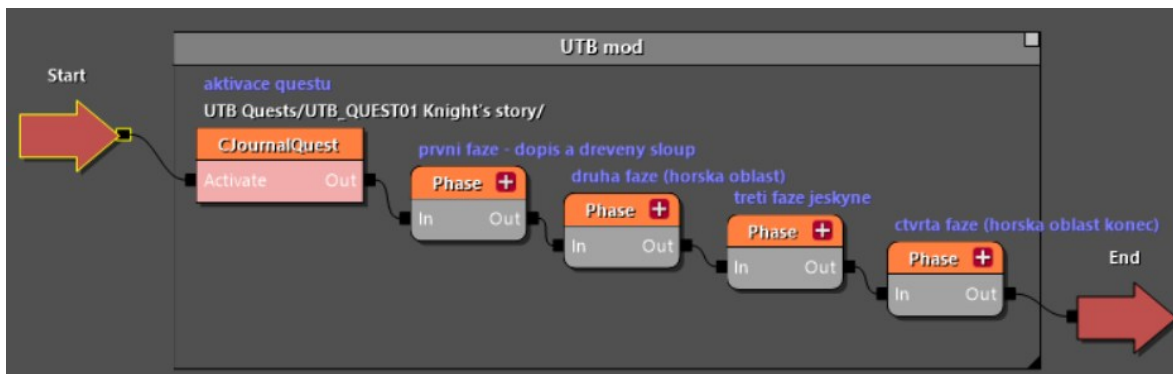 UTB mod
Start
aktivace questu
UTB Quests/UTB_QUEST01 Knight's story/
CJournalQuest
Activate Out
prvni faze - dopis a dreveny sloup
Phase
In Out
druha faze (horska oblast)
Phase
In Out
treti faze jeskyne
Phase
In Out
ctvrta faze (horska oblast konec)
Phase
In Out
End